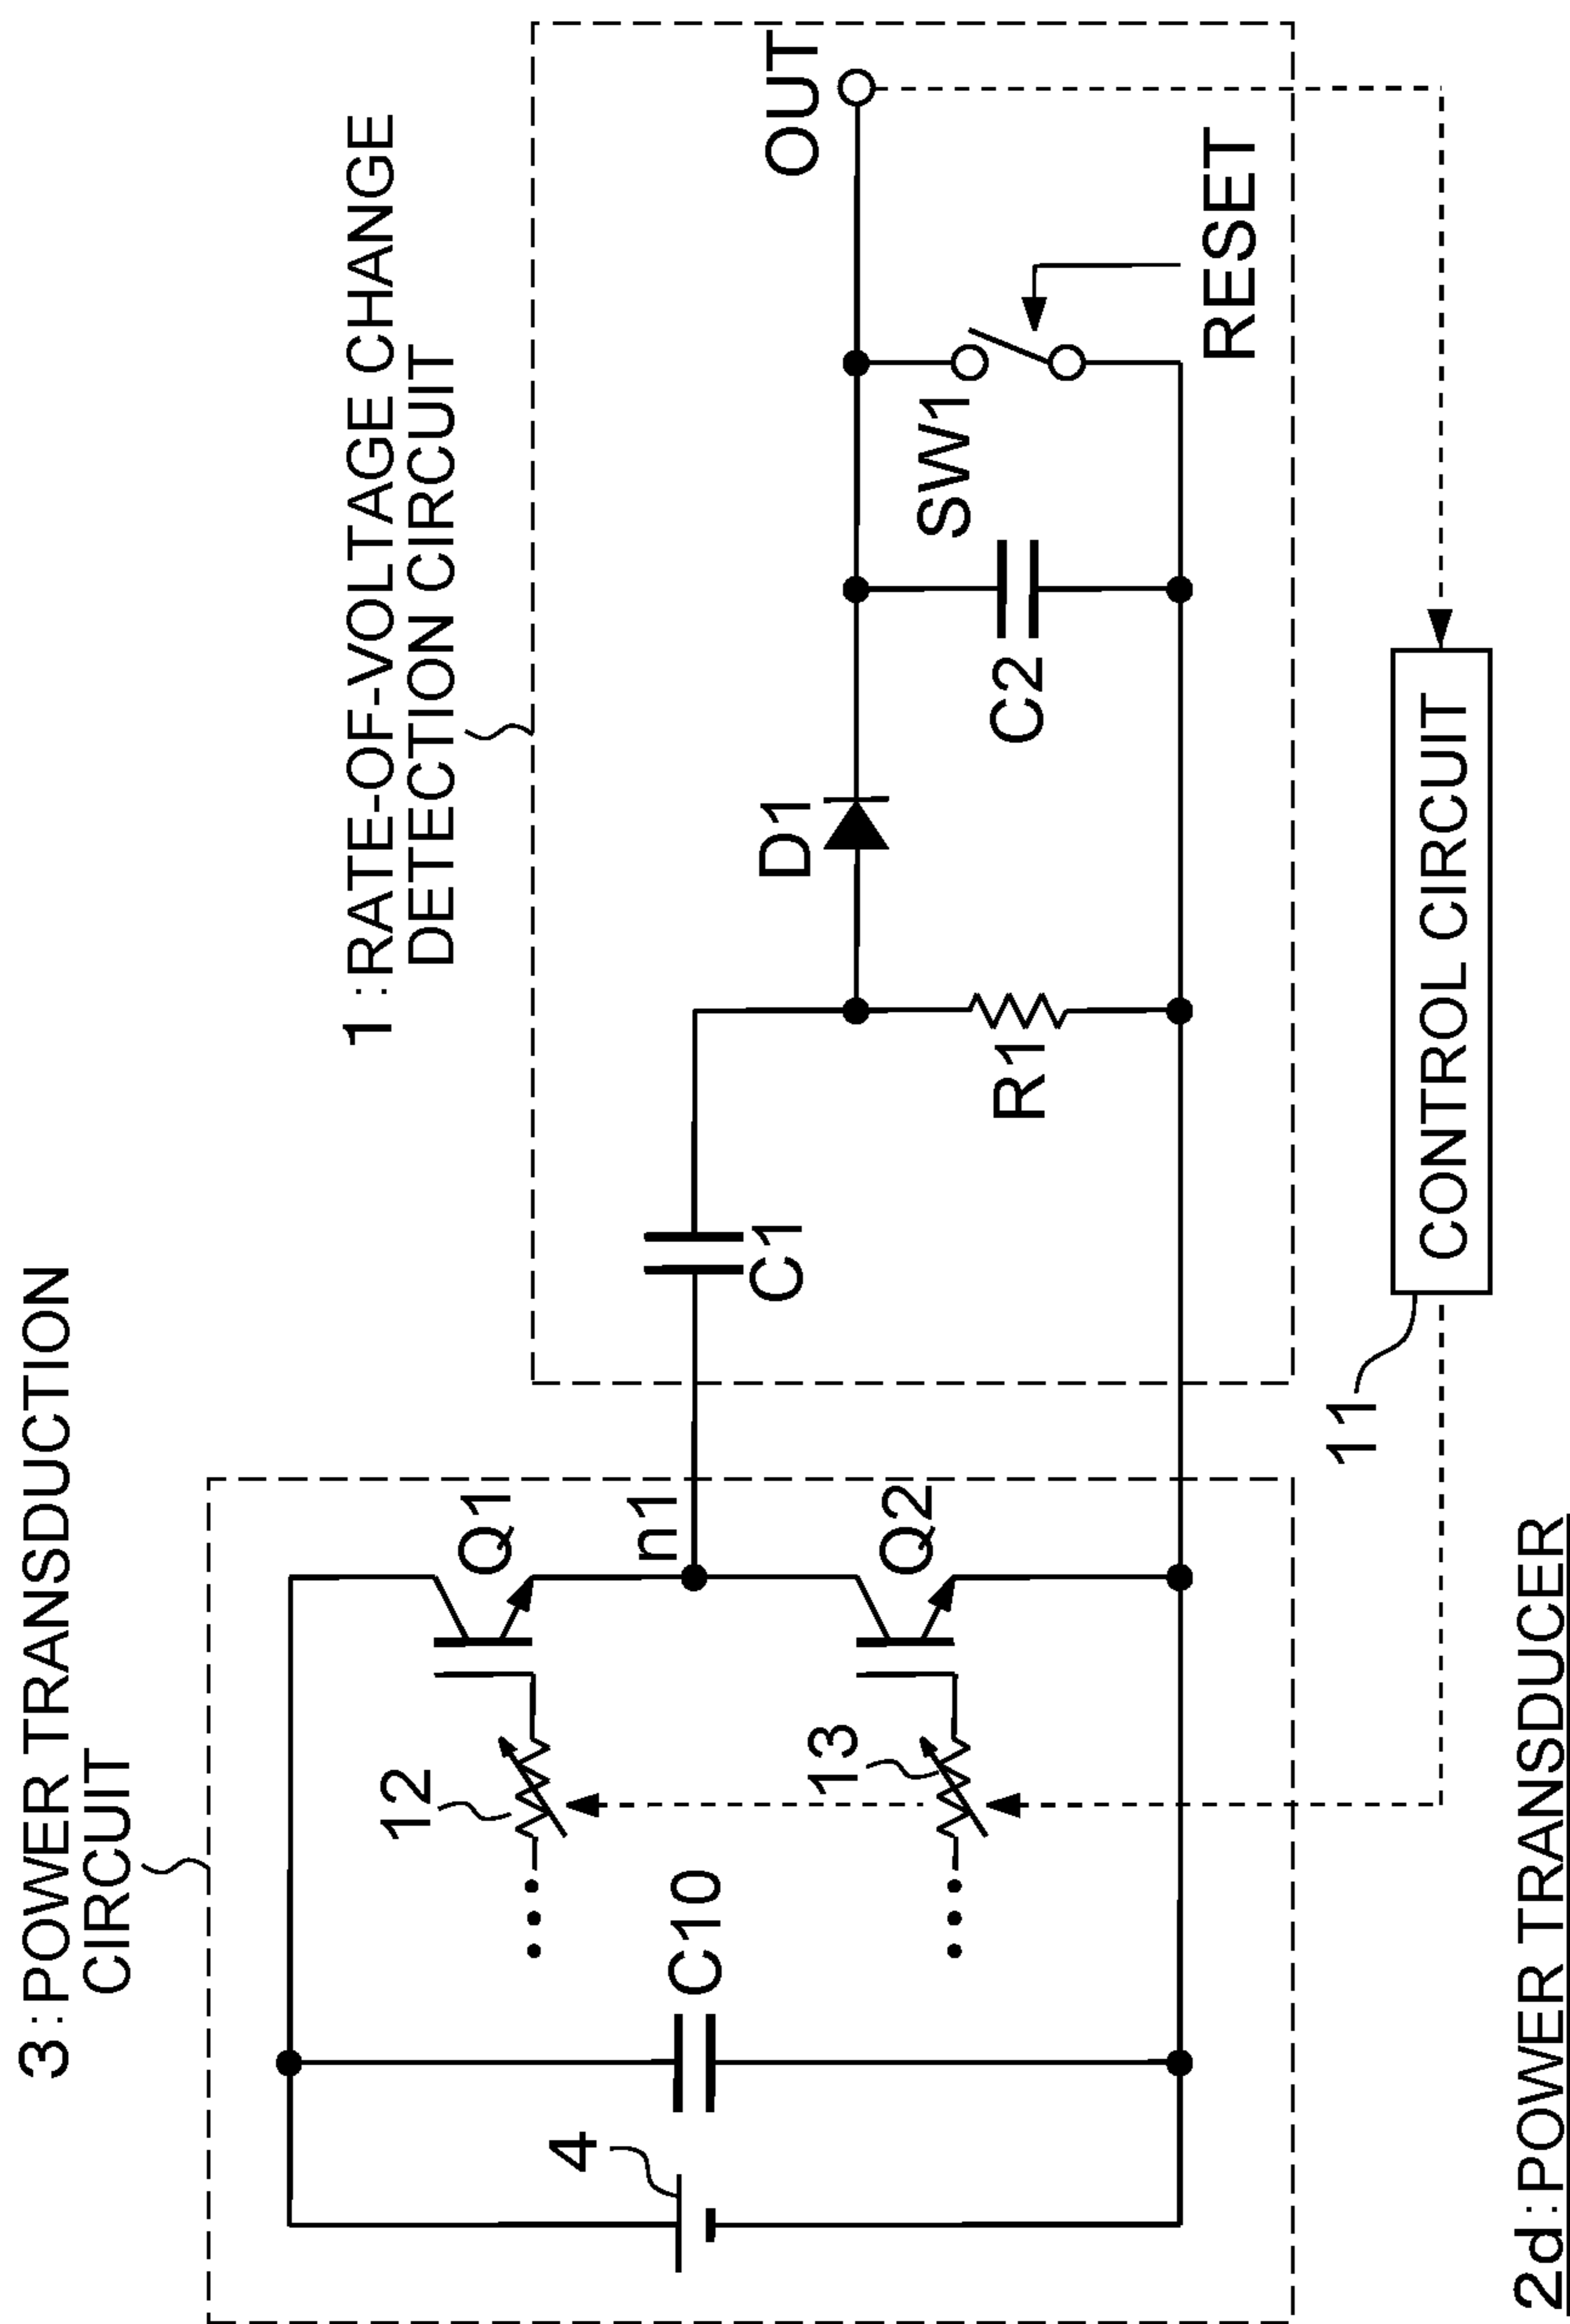 3 : POWER TRANSDUCTION
CIRCUIT
1 : RATE-OF-VOLTAGE CHANGE
DETECTION CIRCUIT
4
C10
12
13
Q1
n1
Q2
C1
R1
D1
C2
SW1
OUT
RESET
11
CONTROL CIRCUIT
2d : POWER TRANSDUCER